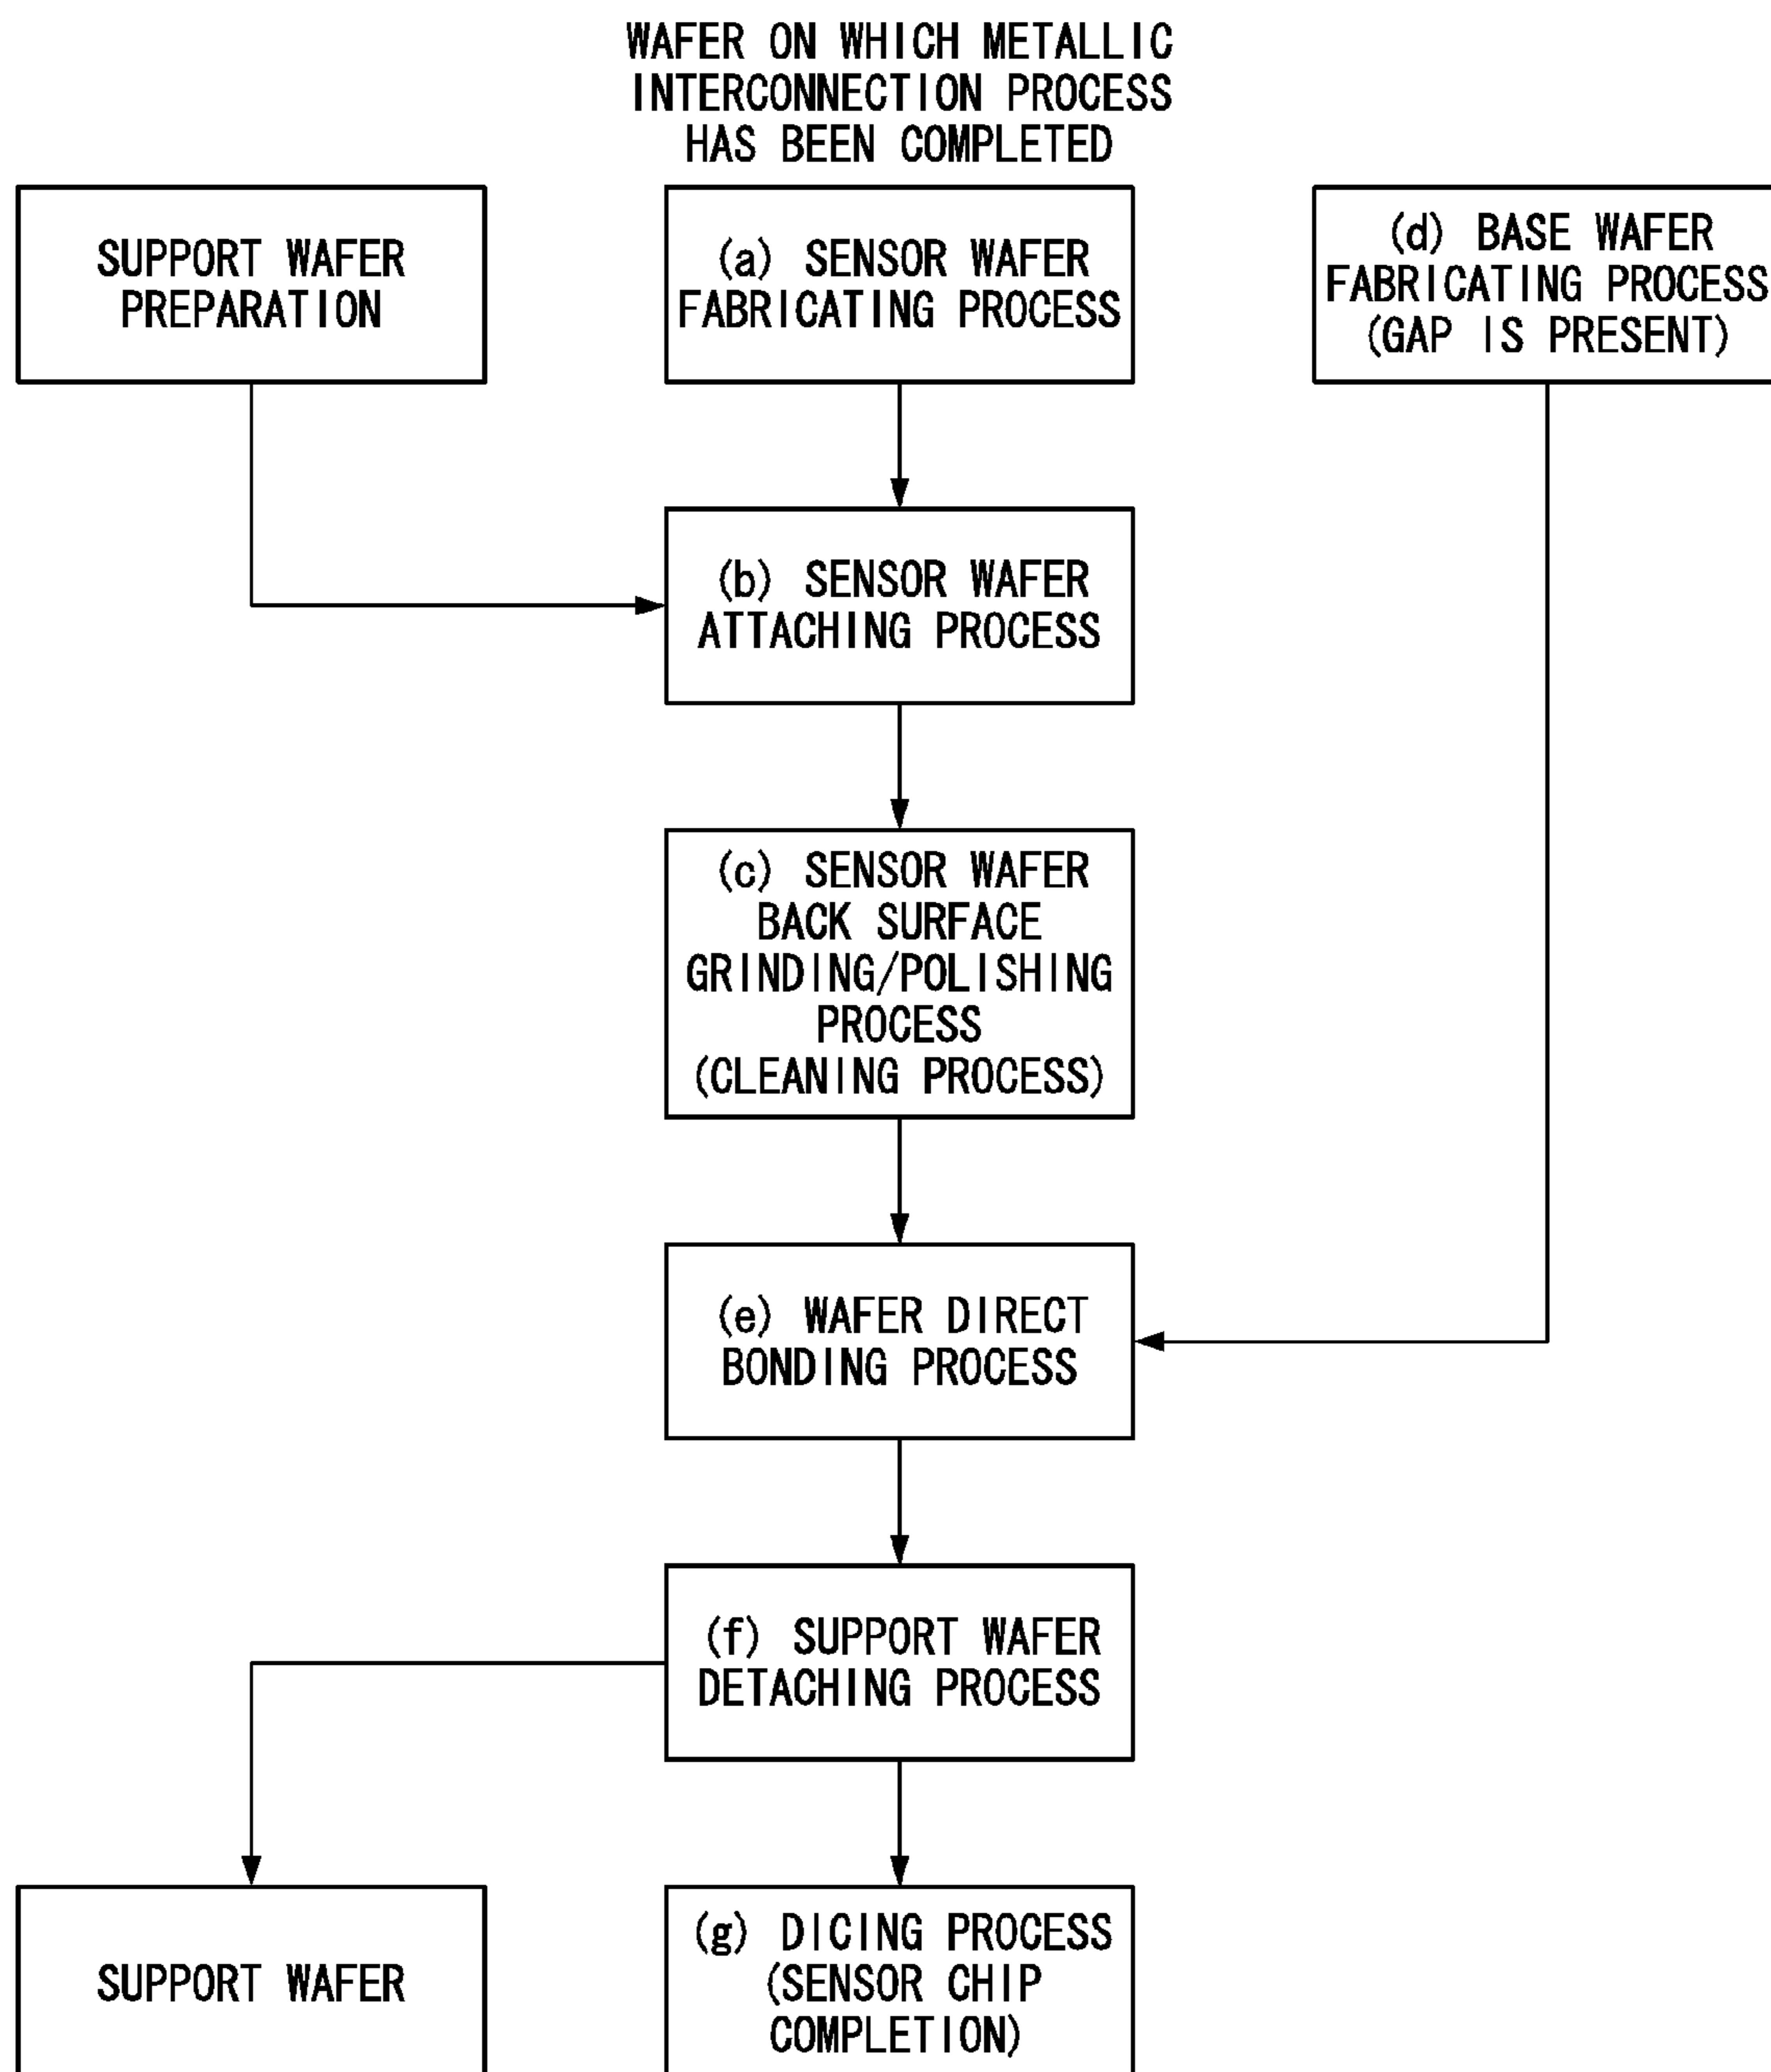 WAFER ON WHICH METALLIC
INTERCONNECTION PROCESS
HAS BEEN COMPLETED
SUPPORT WAFER
PREPARATION
(a) SENSOR WAFER
FABRICATING PROCESS
(d) BASE WAFER
FABRICATING PROCESS
(GAP IS PRESENT)
(b) SENSOR WAFER
ATTACHING PROCESS
(c) SENSOR WAFER
BACK SURFACE
GRINDING/POLISHING
PROCESS
(CLEANING PROCESS)
(e) WAFER DIRECT
BONDING PROCESS
(f) SUPPORT WAFER
DETACHING PROCESS
SUPPORT WAFER
(g) DICING PROCESS
(SENSOR CHIP
COMPLETION)